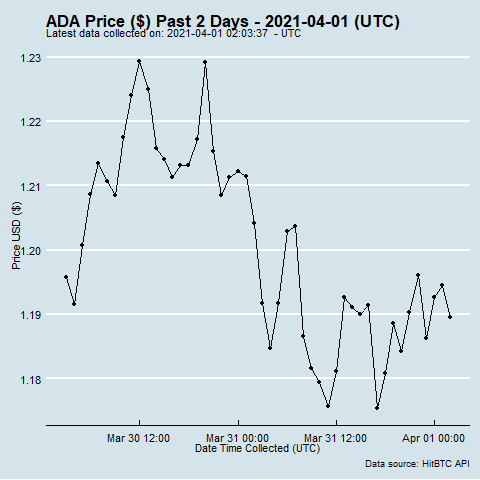 ADA Price ($) Past 2 Days - 2021-04-01 (UTC)
Latest data collected on: 2021-04-01 02:03:37 - UTC
1.23
1.22
1.21
1.20
1.19
1.18
Price USD ($)
Mar 30 12:00 Mar 31 00:00 Mar 31 12:00 Apr 01 00:00
Date Time Collected (UTC)
Data source: HitBTC API